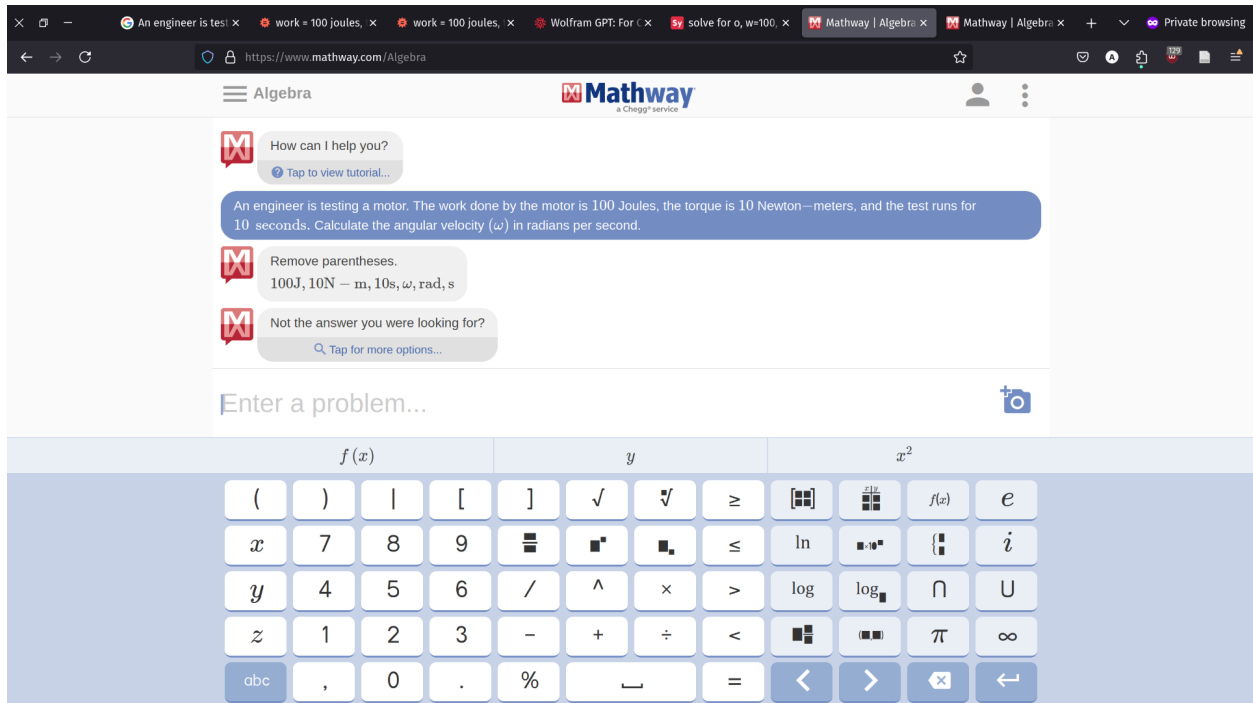 An engineer is test
work = 100 joules,
work = 100 joules,
Wolfram GPT: For
Sy solve for o, w=100,
Mathway | Algebra
Mathway | Algebra
Private browsing
https://www.mathway.com/Algebra
A
129
Algebra
Mathway
a Chegg® service
How can I help you?
Tap to view tutorial...
An engineer is testing a motor. The work done by the motor is 100 Joules, the torque is 10 Newton−meters, and the test runs for
10 seconds. Calculate the angular velocity (ω) in radians per second.
Remove parentheses.
100J, 10N − m, 10s, ω, rad, s
Not the answer you were looking for?
Tap for more options...
Enter a problem...
f(x) y x²
( ) | [ ] √ ∛ ≥ [ ] x|y f(x) e
x 7 8 9 ≤ ln ■×10■ { i
y 4 5 6 / ^ × > log log ∩ ∪
z 1 2 3 − + ÷ < (■,■) π ∞
abc , 0 . % =